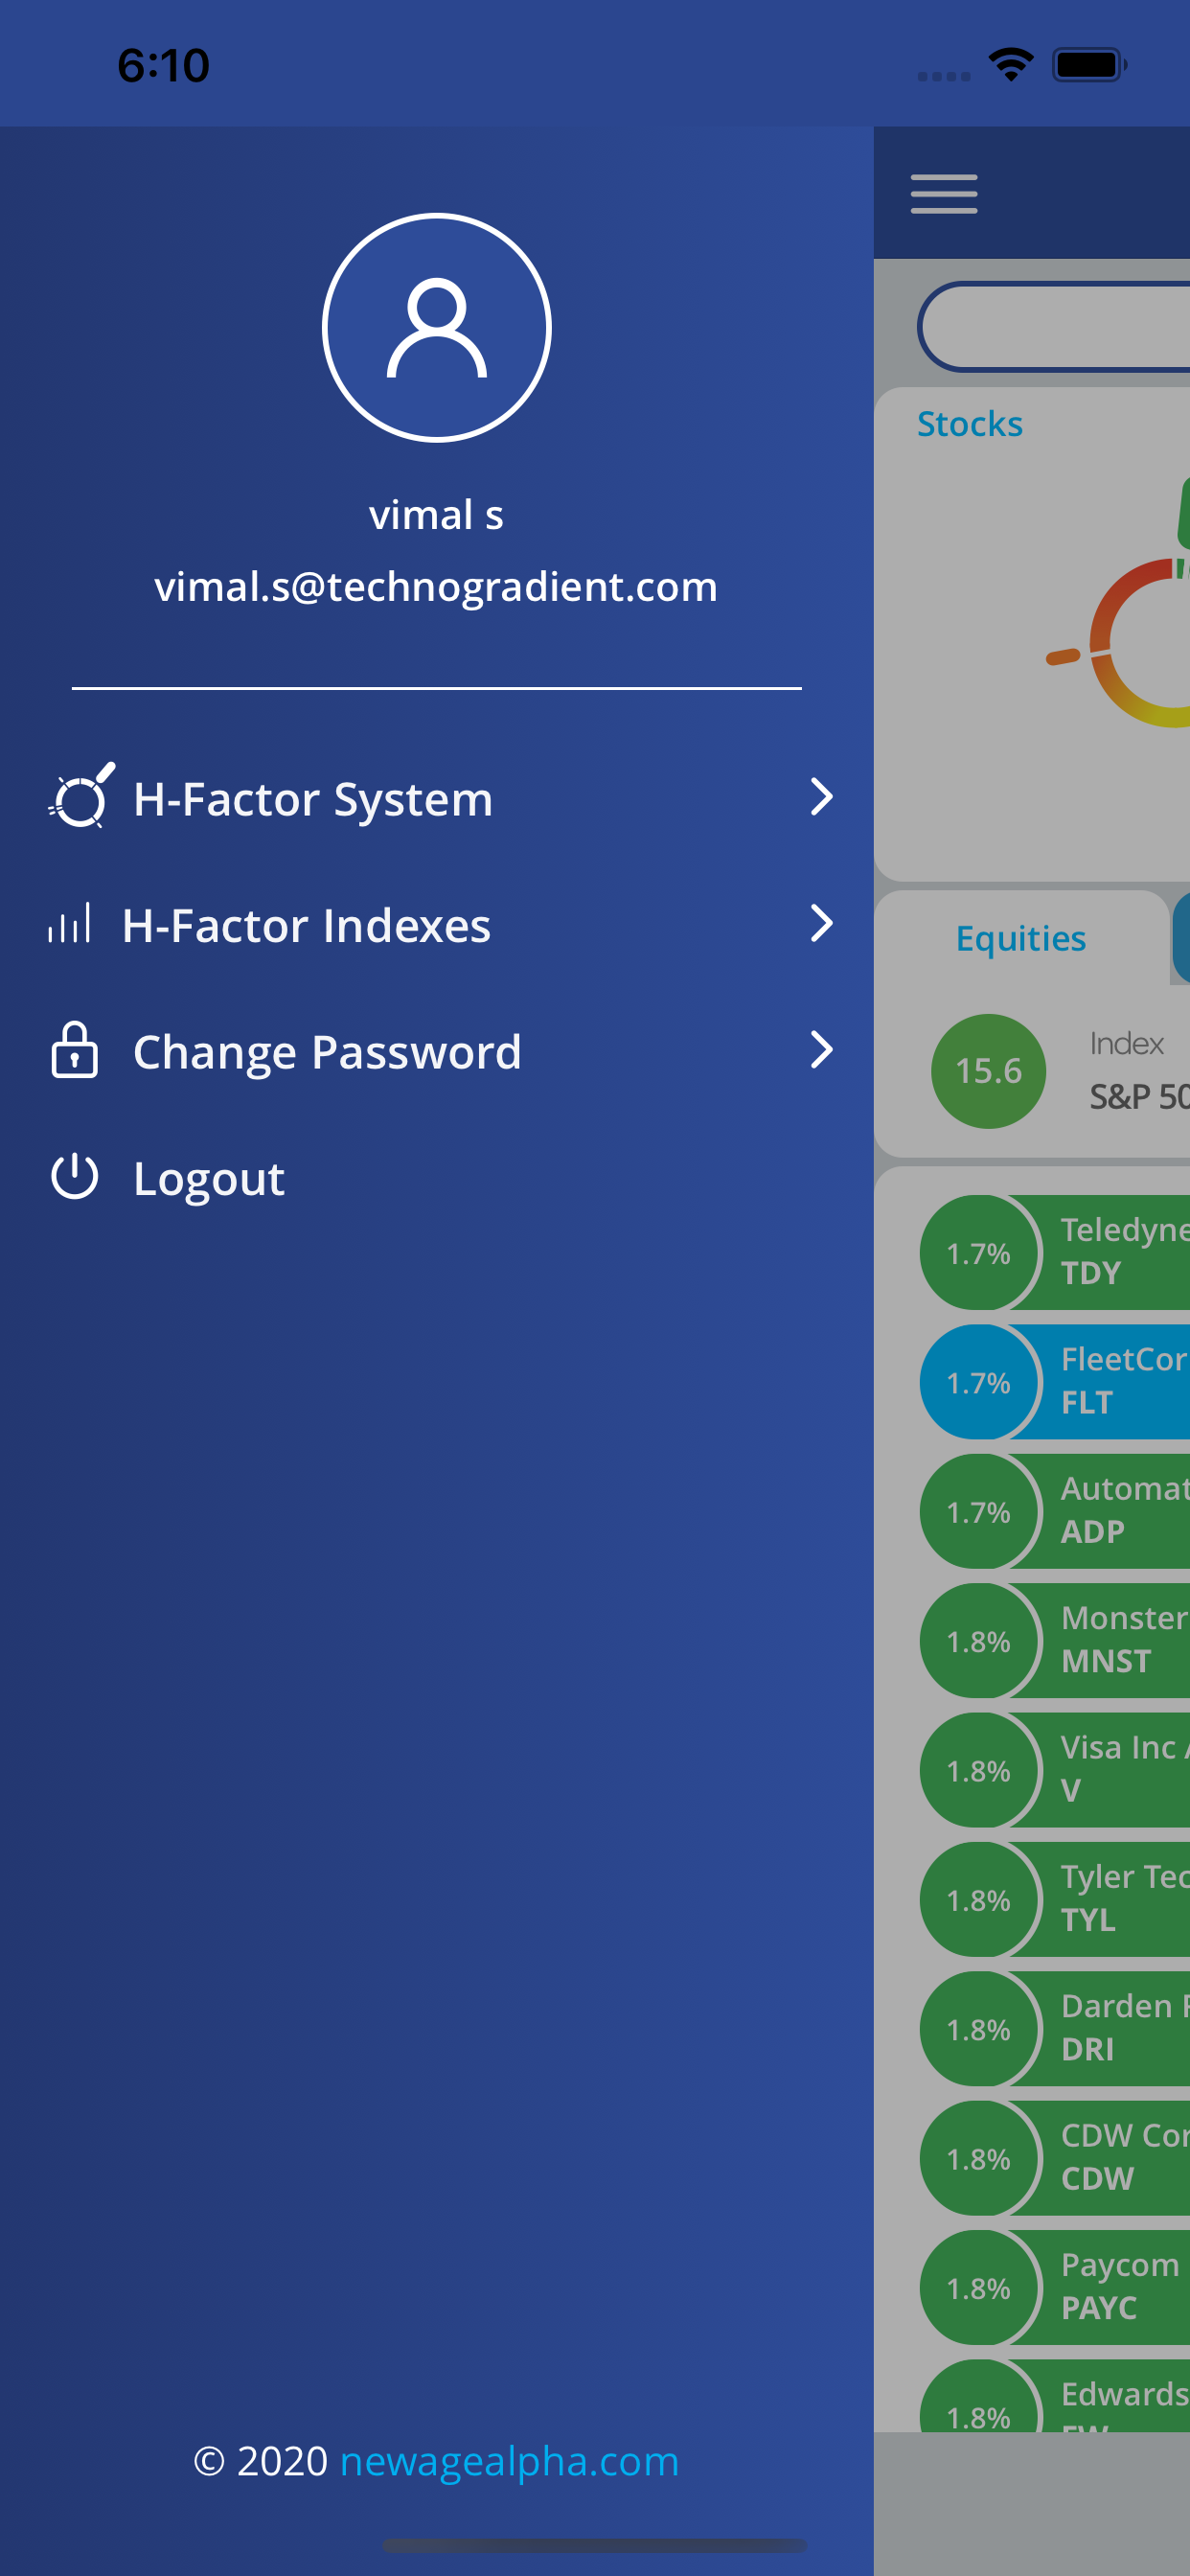 6:10
vimal s
vimal.s@technogradient.com
H-Factor System
H-Factor Indexes
Change Password
Logout
© 2020 newagealpha.com
Stocks
Equities
15.6
Index
S&P 50
1.7%
Teledyne
TDY
1.7%
FleetCor
FLT
1.7%
Automat
ADP
1.8%
Monster
MNST
1.8%
Visa Inc
V
1.8%
Tyler Tec
TYL
1.8%
Darden
DRI
1.8%
CDW Cor
CDW
1.8%
Paycom
PAYC
1.8%
Edwards
EW